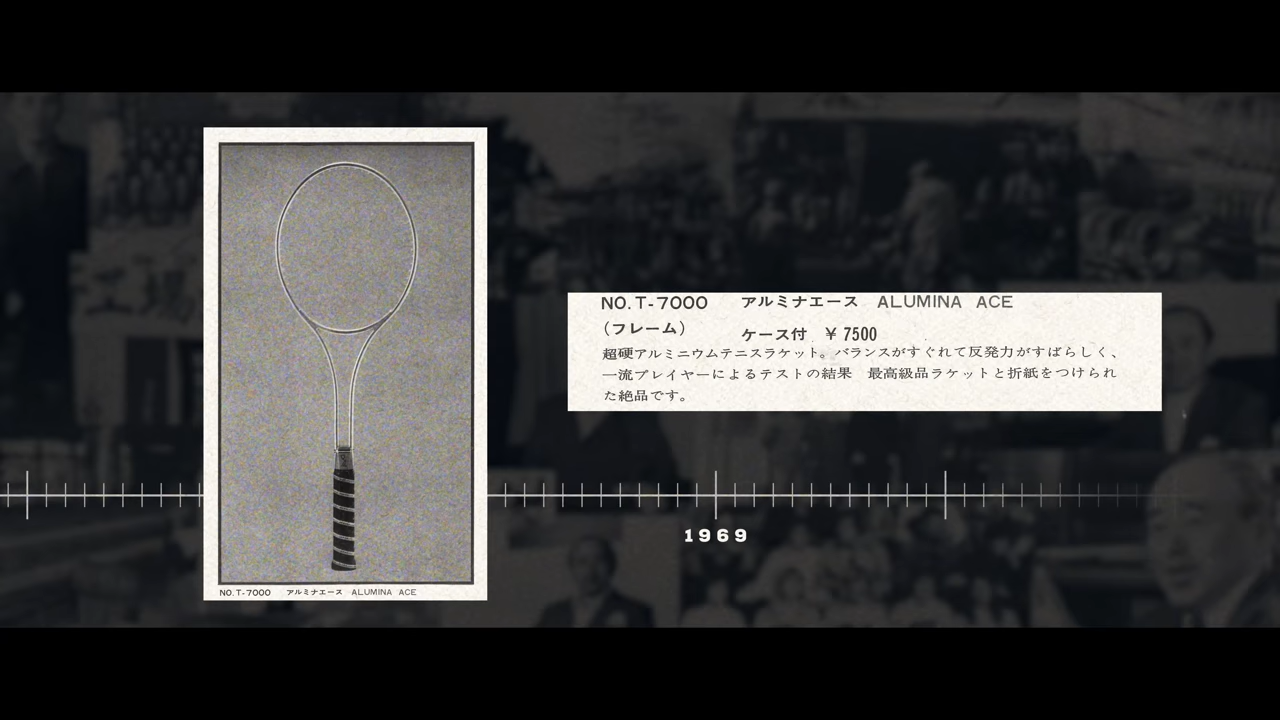 NO.T-7000 アルミナエース ALUMINA ACE
NO.T-7000 アルミナエース ALUMINA ACE
(フレーム) ケース付 ¥7500
超硬アルミニウムテニスラケット。バランスがすぐれて反発力がすばらしく、
一流プレイヤーによるテストの結果 最高級品ラケットと折紙をつけられ
た絶品です。
1969